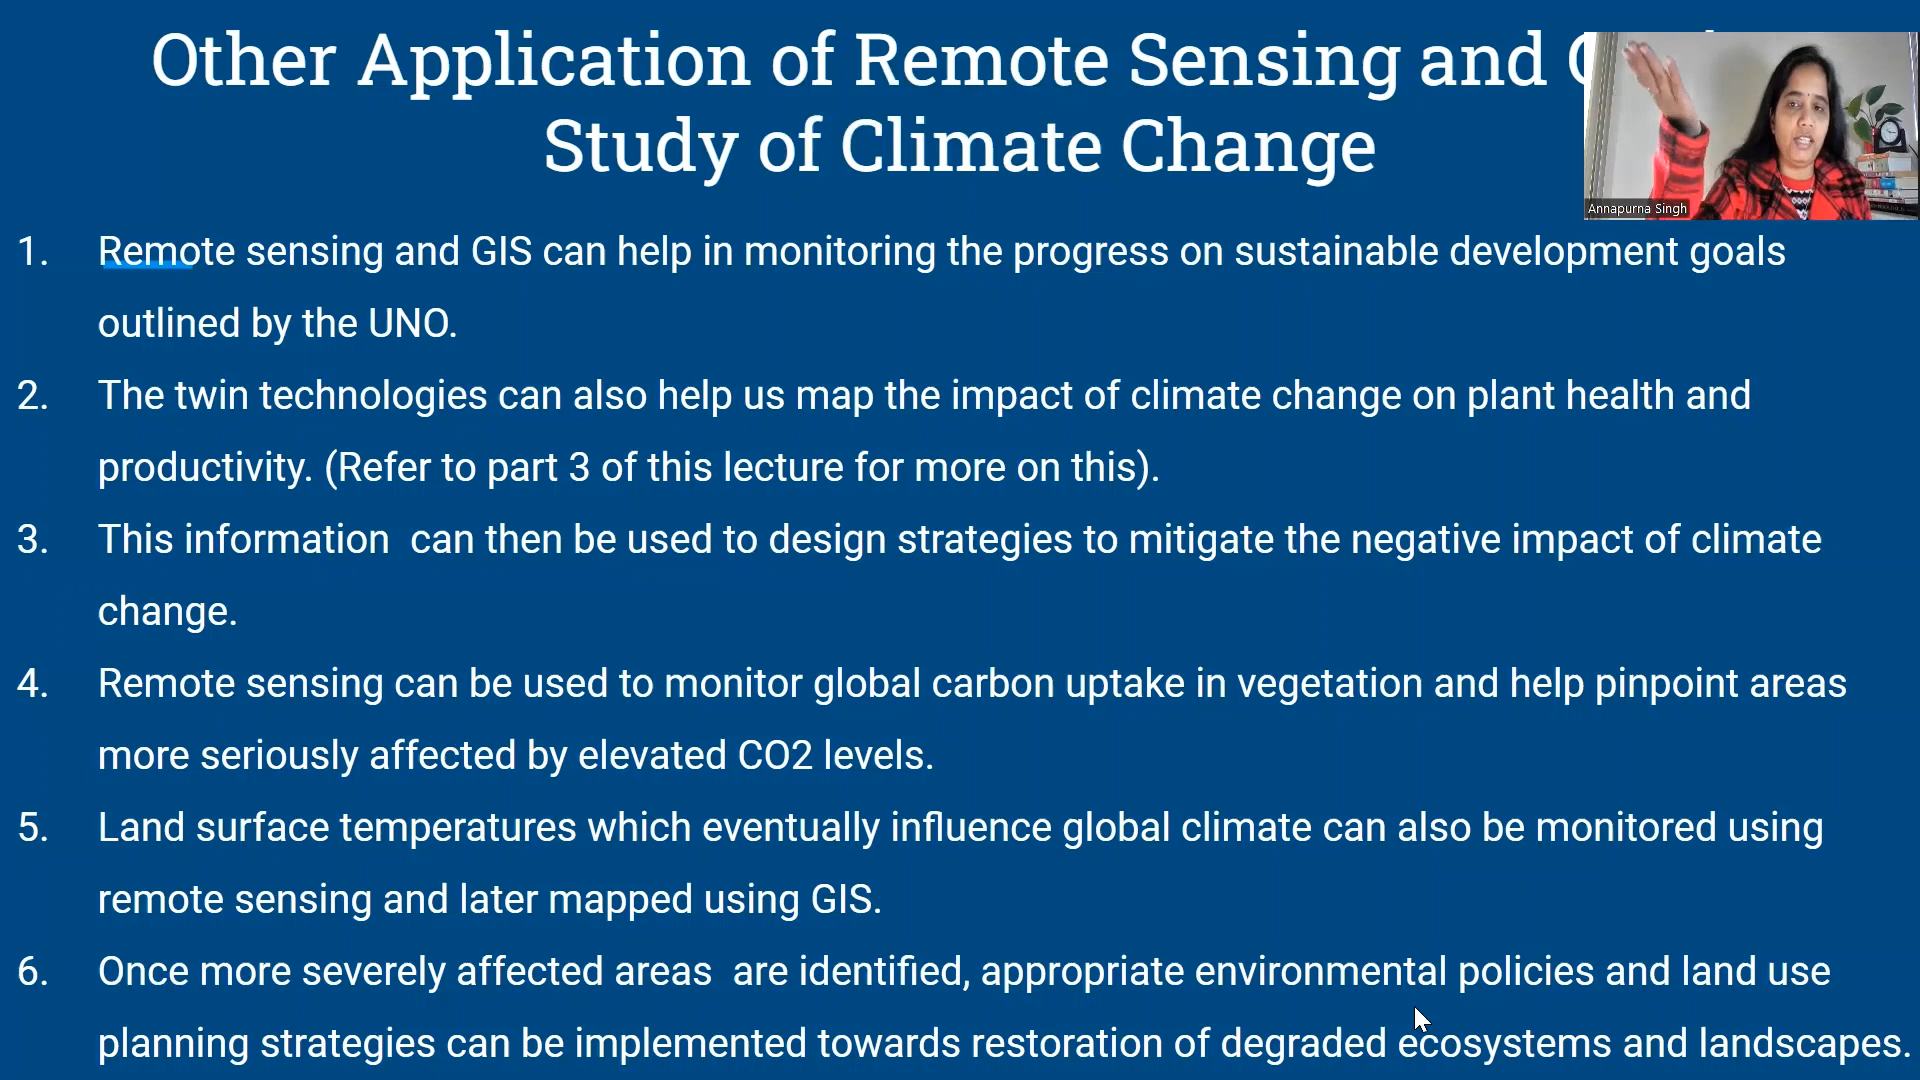 Other Application of Remote Sensing and
Study of Climate Change
Annapurna Singh
1. Remote sensing and GIS can help in monitoring the progress on sustainable development goals
outlined by the UNO.
2. The twin technologies can also help us map the impact of climate change on plant health and
productivity. (Refer to part 3 of this lecture for more on this).
3. This information  can then be used to design strategies to mitigate the negative impact of climate
change.
4. Remote sensing can be used to monitor global carbon uptake in vegetation and help pinpoint areas
more seriously affected by elevated CO2 levels.
5. Land surface temperatures which eventually influence global climate can also be monitored using
remote sensing and later mapped using GIS.
6. Once more severely affected areas  are identified, appropriate environmental policies and land use
planning strategies can be implemented towards restoration of degraded ecosystems and landscapes.